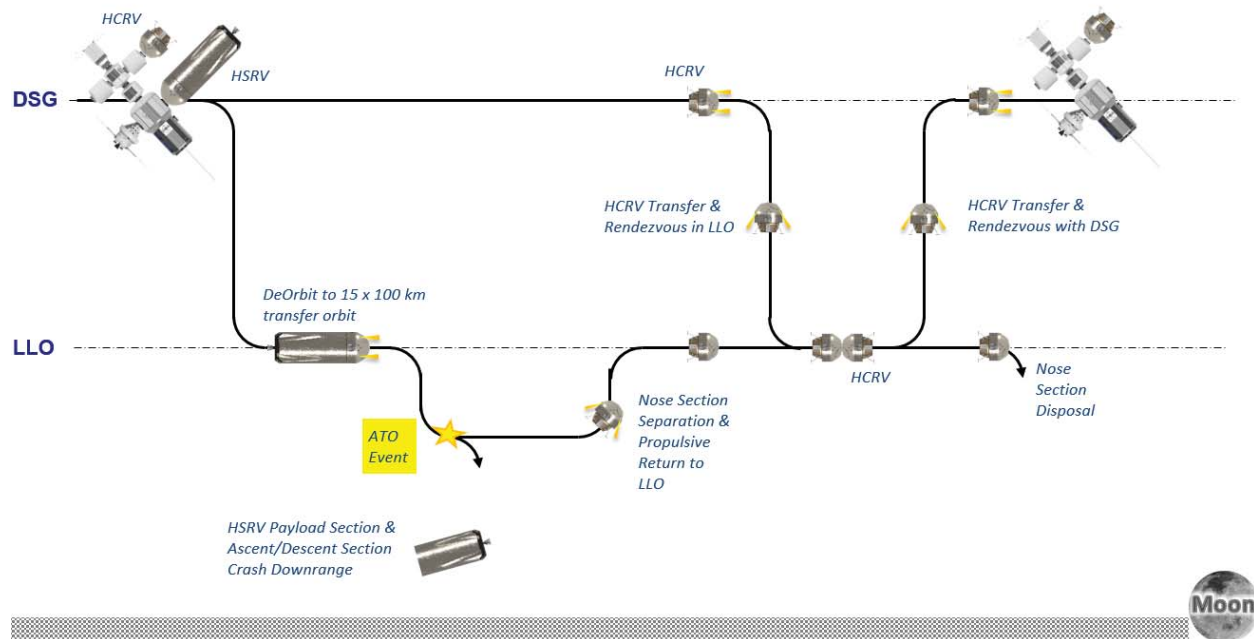 HCRV
HSRV
DSG
HCRV
HCRV Transfer &
Rendezvous in LLO
HCRV Transfer &
Rendezvous with DSG
DeOrbit to 15 x 100 km
transfer orbit
LLO
HCRV
Nose
Section
Disposal
ATO
Event
Nose Section
Separation &
Propulsive
Return to
LLO
HSRV Payload Section &
Ascent/Descent Section
Crash Downrange
Moon